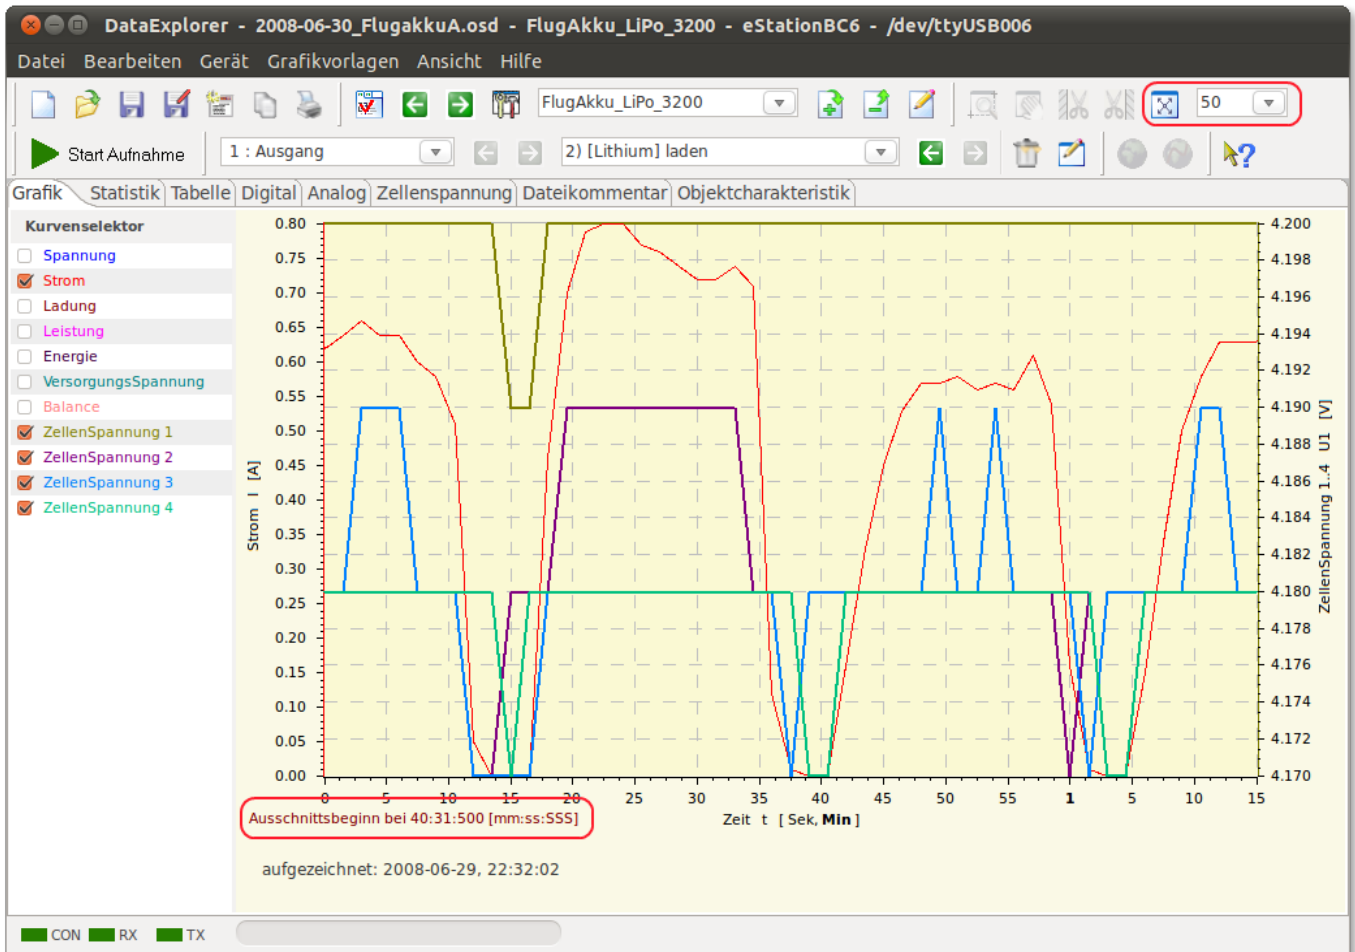 DataExplorer - 2008-06-30_FlugakkuA.osd - FlugAkku_LiPo_3200 - eStationBC6 - /dev/ttyUSB006
Datei Bearbeiten Gerät Grafikvorlagen Ansicht Hilfe
FlugAkku_LiPo_3200 50
Start Aufnahme 1 : Ausgang 2) [Lithium] laden
Grafik Statistik Tabelle Digital Analog Zellenspannung Dateikommentar Objektcharakteristik
Kurvenselektor
Spannung
Strom
Ladung
Leistung
Energie
VersorgungsSpannung
Balance
ZellenSpannung 1
ZellenSpannung 2
ZellenSpannung 3
ZellenSpannung 4
Strom I [A]
0.80
0.75
0.70
0.65
0.60
0.55
0.50
0.45
0.40
0.35
0.30
0.25
0.20
0.15
0.10
0.05
0.00
4.200
4.198
4.196
4.194
4.192
4.190
4.188
4.186
4.184
4.182
4.180
4.178
4.176
4.174
4.172
4.170
ZellenSpannung 1..4 U1 [V]
0 5 10 15 20 25 30 35 40 45 50 55 1 5 10 15
Ausschnittsbeginn bei 40:31:500 [mm:ss:SSS]
Zeit t [ Sek, Min ]
aufgezeichnet: 2008-06-29, 22:32:02
CON RX TX